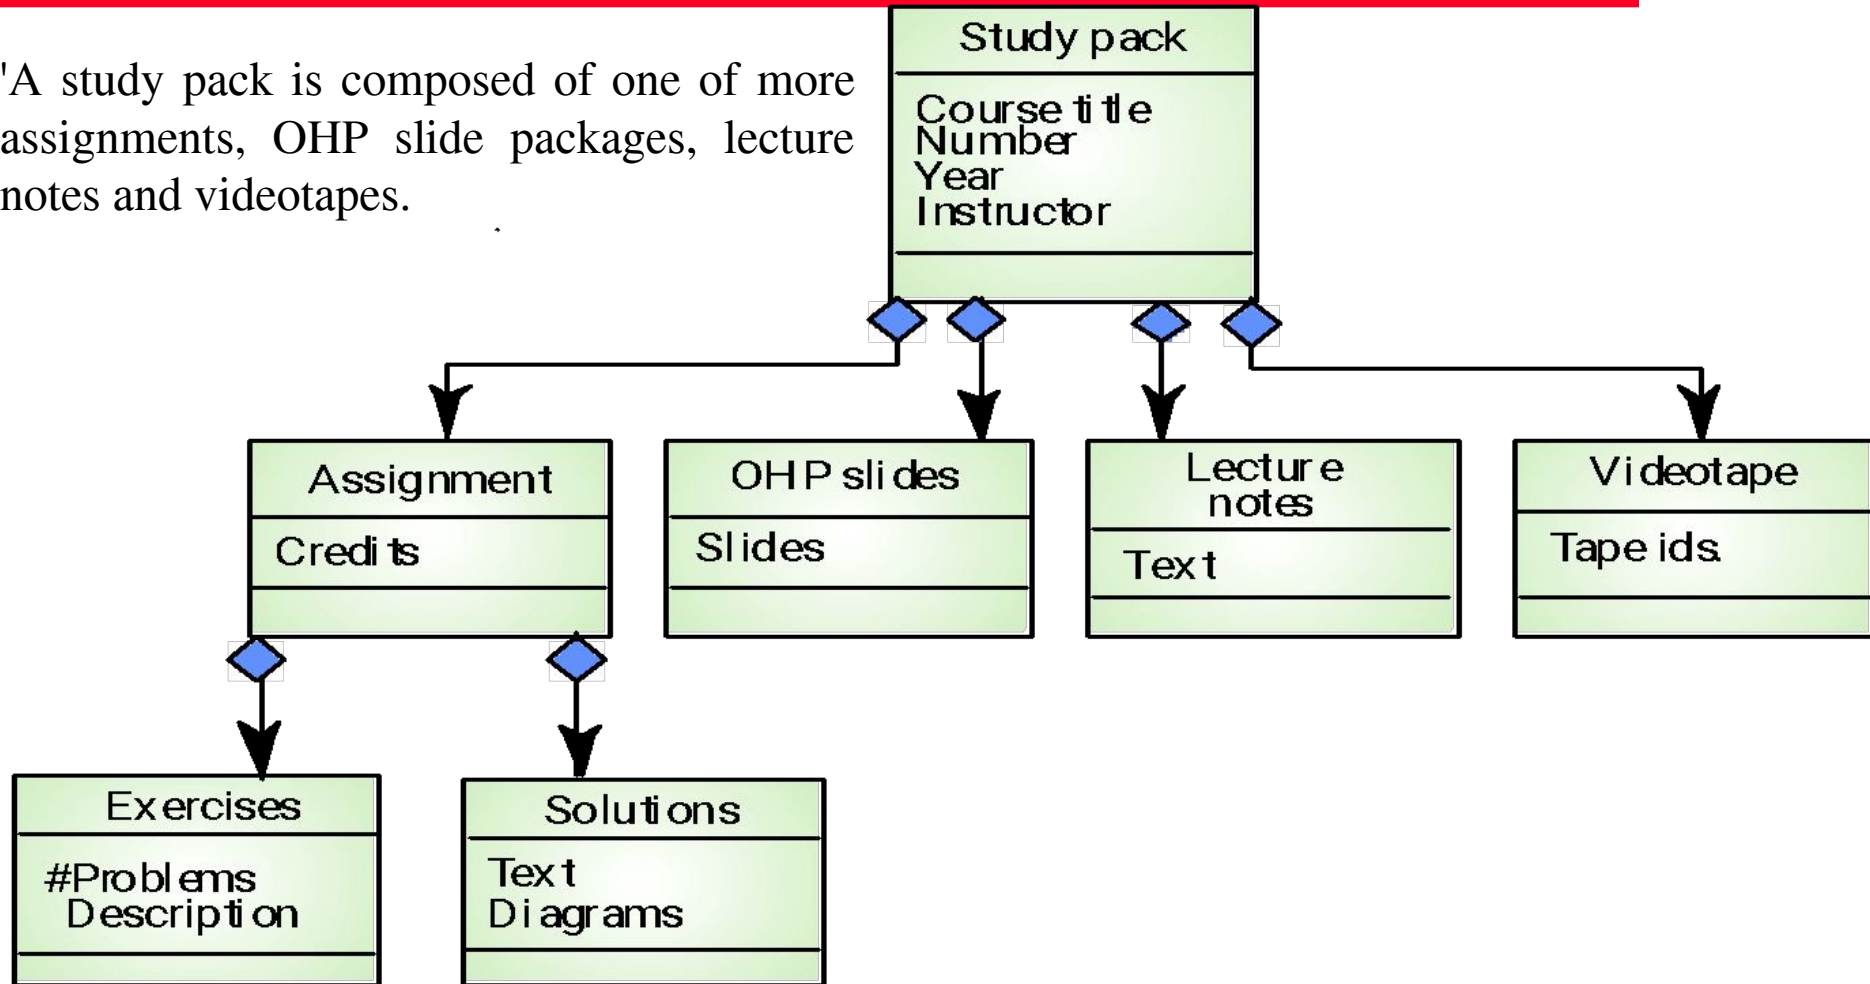 'A study pack is composed of one of more
assignments, OHP slide packages, lecture
notes and videotapes.
Study pack
Course title
Number
Year
Instructor
Assignment
Credits
OHP slides
Slides
Lecture
notes
Text
Videotape
Tape ids.
Exercises
#Problems
Description
Solutions
Text
Diagrams